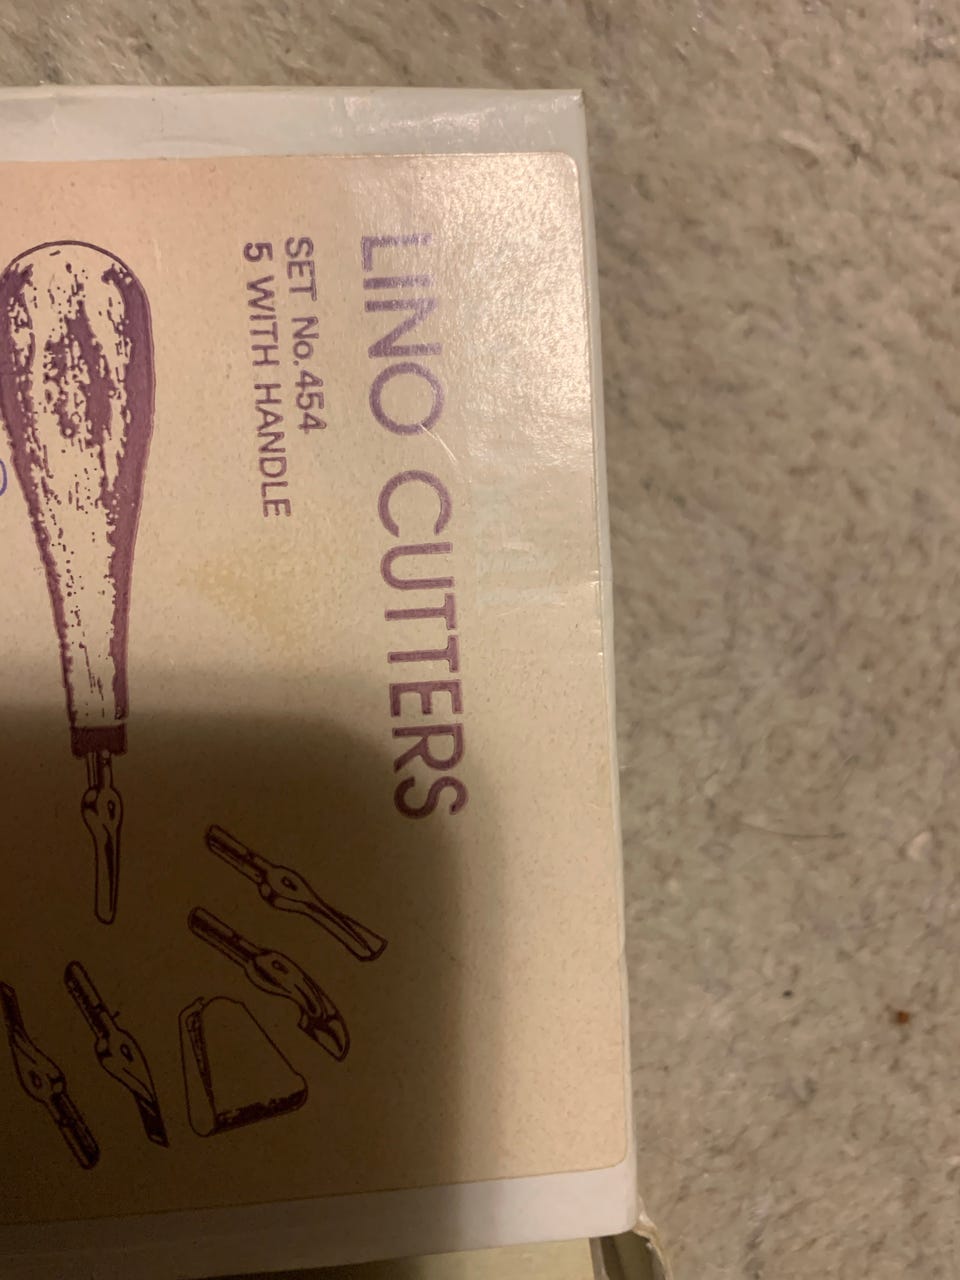 LINO CUTTERS
SET No. 454
5 WITH HANDLE